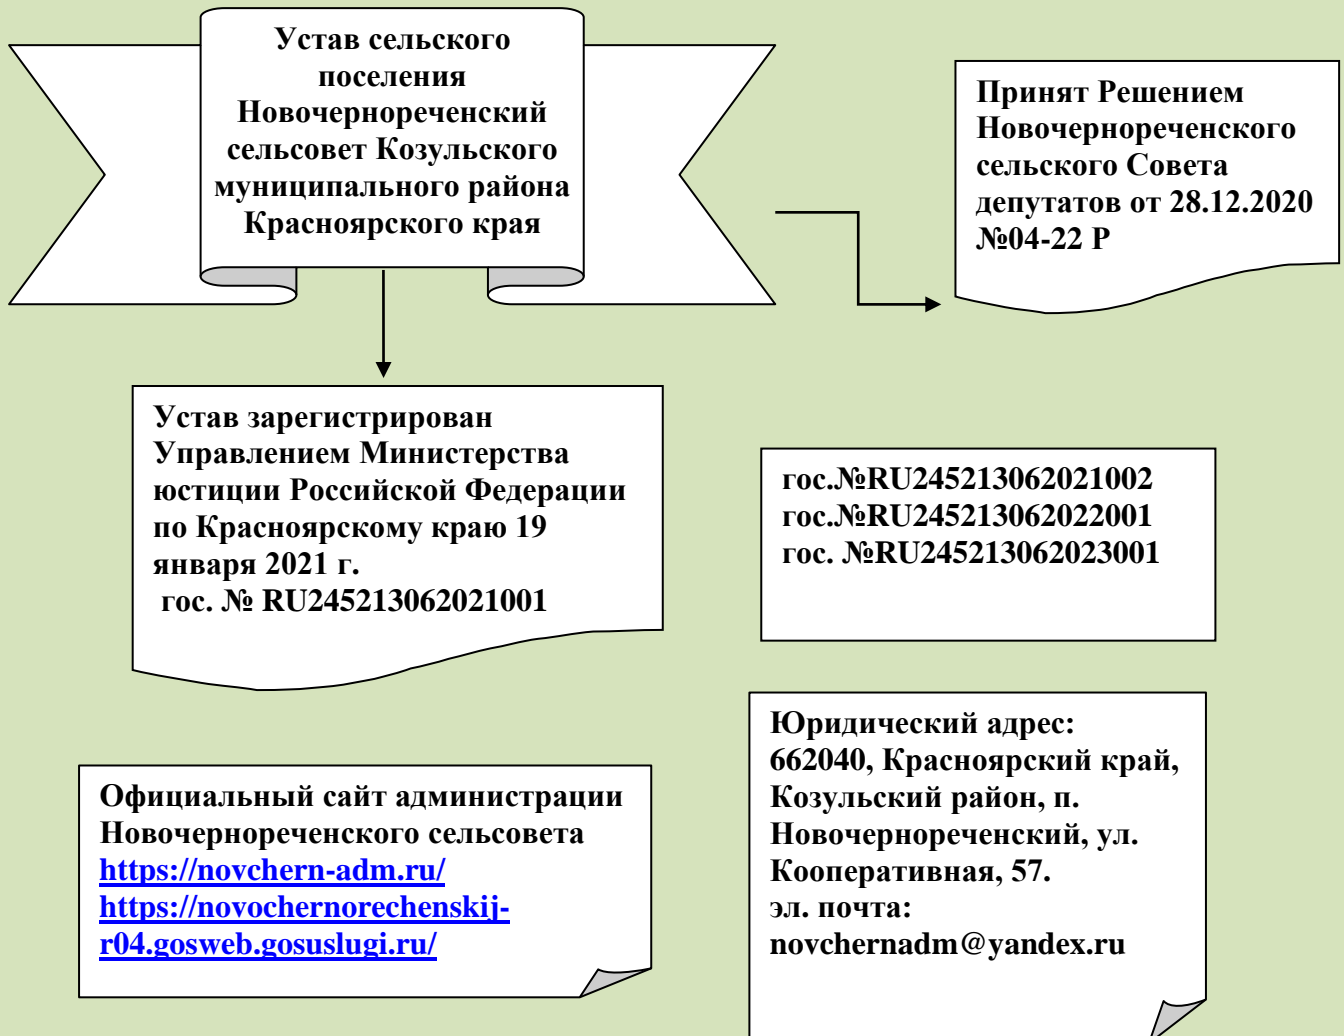 Устав сельского
поселения
Новочернореченский
сельсовет Козульского
муниципального района
Красноярского края
Принят Решением
Новочернореченского
сельского Совета
депутатов от 28.12.2020
№04-22 Р
Устав зарегистрирован
Управлением Министерства
юстиции Российской Федерации
по Красноярскому краю 19
января 2021 г.
гос. № RU245213062021001
гос.№RU245213062021002
гос.№RU245213062022001
гос. №RU245213062023001
Официальный сайт администрации
Новочернореченского сельсовета
https://novchern-adm.ru/
https://novochernorechenskij-
r04.gosweb.gosuslugi.ru/
Юридический адрес:
662040, Красноярский край,
Козульский район, п.
Новочернореченский, ул.
Кооперативная, 57.
эл. почта:
novchernadm@yandex.ru